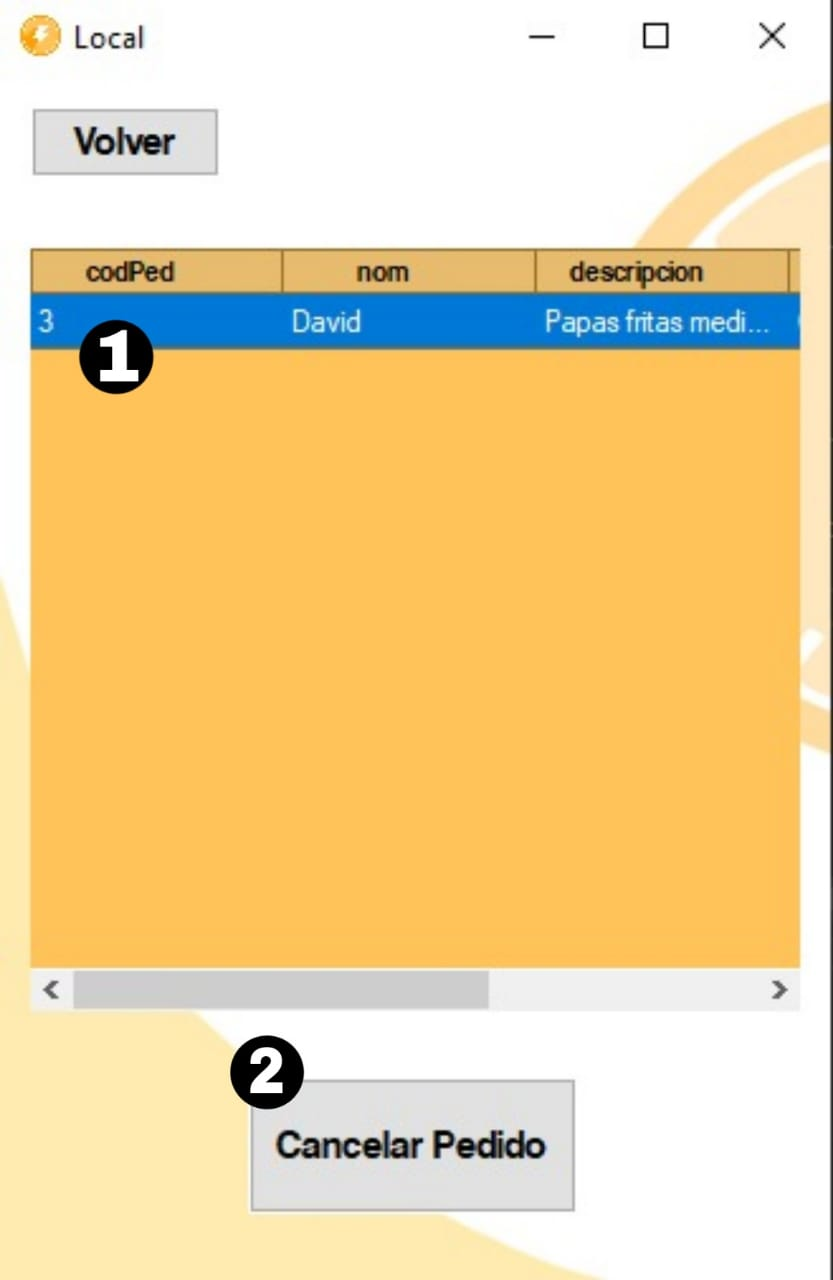 Local
Volver
codPed nom descripcion
3 David Papas fritas medi...
1
2
Cancelar Pedido